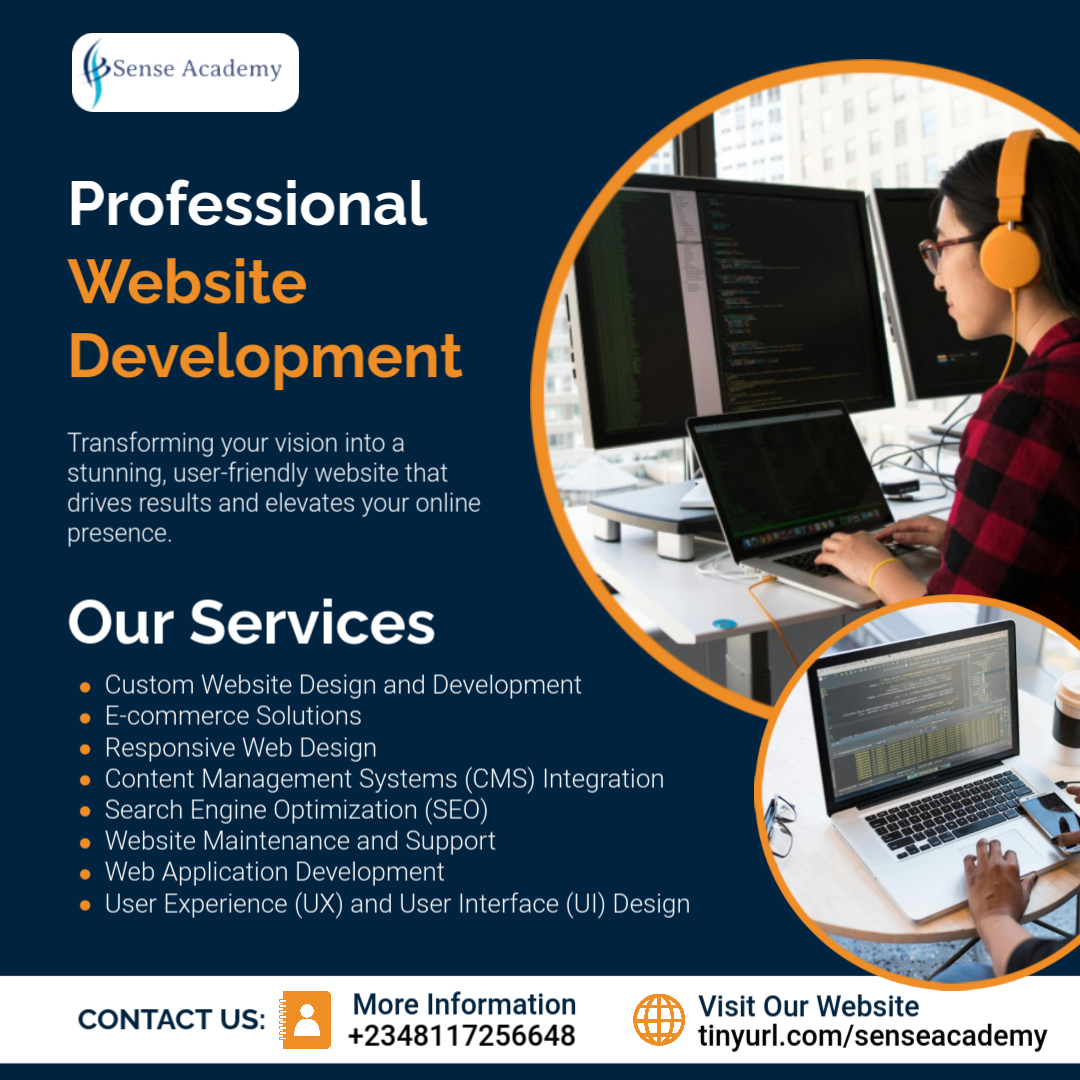 Sense Academy
Professional
Website
Development
Transforming your vision into a
stunning, user-friendly website that
drives results and elevates your online
presence.
Our Services
Custom Website Design and Development
E-commerce Solutions
Responsive Web Design
Content Management Systems (CMS) Integration
Search Engine Optimization (SEO)
Website Maintenance and Support
Web Application Development
User Experience (UX) and User Interface (UI) Design
CONTACT US:
More Information
+2348117256648
Visit Our Website
tinyurl.com/senseacademy